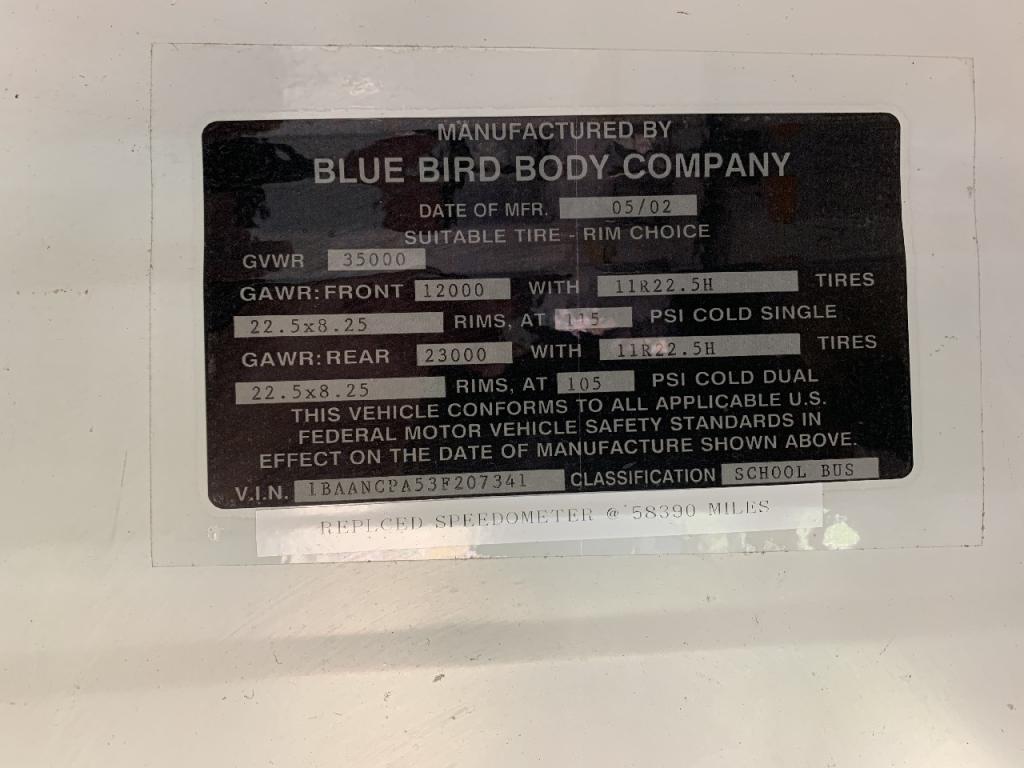 MANUFACTURED BY
BLUE BIRD BODY COMPANY
DATE OF MFR. 05/02
SUITABLE TIRE - RIM CHOICE
GVWR 35000
GAWR: FRONT 12000 WITH 11R22.5H TIRES
22.5x8.25 RIMS, AT 115 PSI COLD SINGLE
GAWR: REAR 23000 WITH 11R22.5H TIRES
22.5x8.25 RIMS, AT 105 PSI COLD DUAL
THIS VEHICLE CONFORMS TO ALL APPLICABLE U.S.
FEDERAL MOTOR VEHICLE SAFETY STANDARDS IN
EFFECT ON THE DATE OF MANUFACTURE SHOWN ABOVE.
V.I.N. 1BAANCPA53F207341 CLASSIFICATION SCHOOL BUS
REPLCED SPEEDOMETER @ 58390 MILES